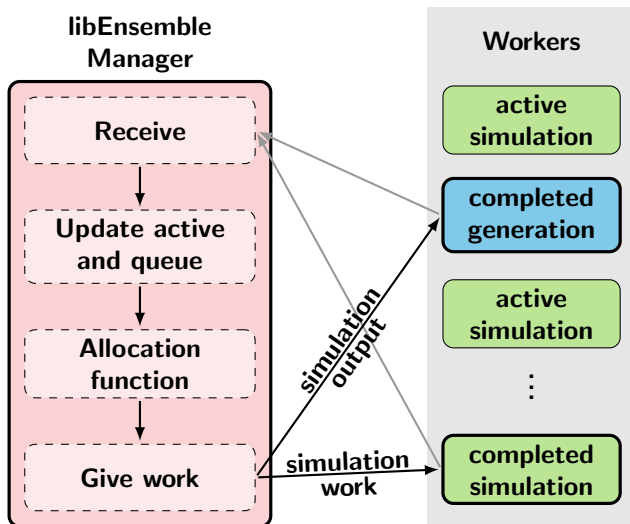 libEnsemble
Manager
Receive
Update active
and queue
Allocation
function
Give work
simulation
output
simulation
work
Workers
active
simulation
completed
generation
active
simulation
⋮
completed
simulation